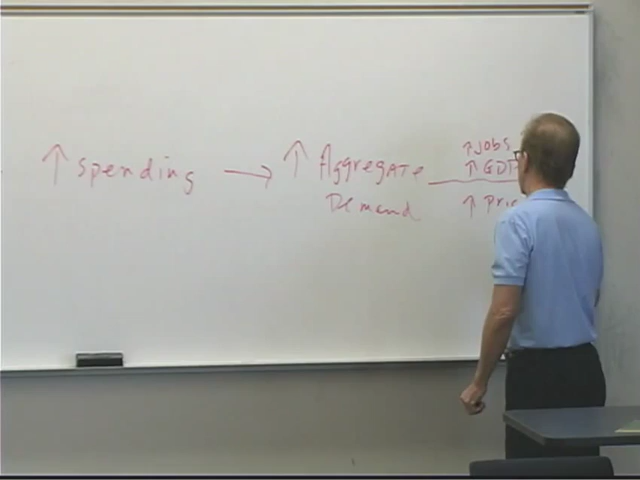 ↑ Spending → ↑ Aggregate Demand
↑ Jobs
↑ GDP
↑